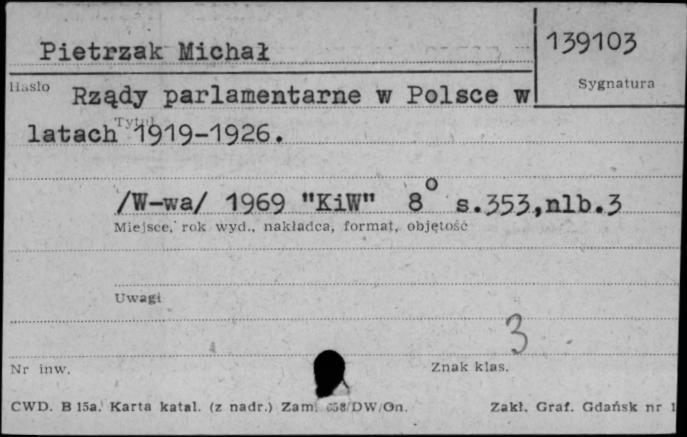 Pietrzak Michał
139103
Hasło
Sygnatura
Rządy parlamentarne w Polsce w
Tytuł
latach 1919-1926.
/W-wa/ 1969 "KiW" 8° s.353,nlb.3
Miejsce, rok wyd., nakładca, format, objętość
Uwagi
3
Nr inw.
Znak klas.
CWD. B 15a. Karta katal. (z nadr.) Zam. /DW/On.
Zakł. Graf. Gdańsk nr 1